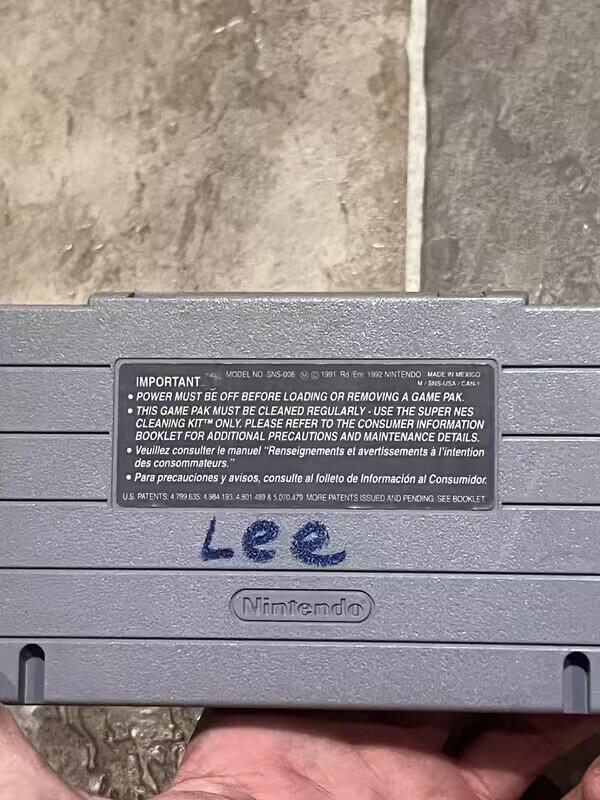 IMPORTANT: MODEL NO. SNS-006 Ⓜ © 1991 Rd /Em 1992 NINTENDO MADE IN MEXICO
M / SNS-USA / CAN-1
• POWER MUST BE OFF BEFORE LOADING OR REMOVING A GAME PAK.
• THIS GAME PAK MUST BE CLEANED REGULARLY - USE THE SUPER NES
CLEANING KIT™ ONLY. PLEASE REFER TO THE CONSUMER INFORMATION
BOOKLET FOR ADDITIONAL PRECAUTIONS AND MAINTENANCE DETAILS.
• Veuillez consulter le manuel "Renseignements et avertissements à l'intention
des consommateurs."
• Para precauciones y avisos, consulte al folleto de Información al Consumidor.
U.S. PATENTS: 4,799,635; 4,984,193; 4,801,489 & 5,070,479 MORE PATENTS ISSUED AND PENDING. SEE BOOKLET
Lee
Nintendo